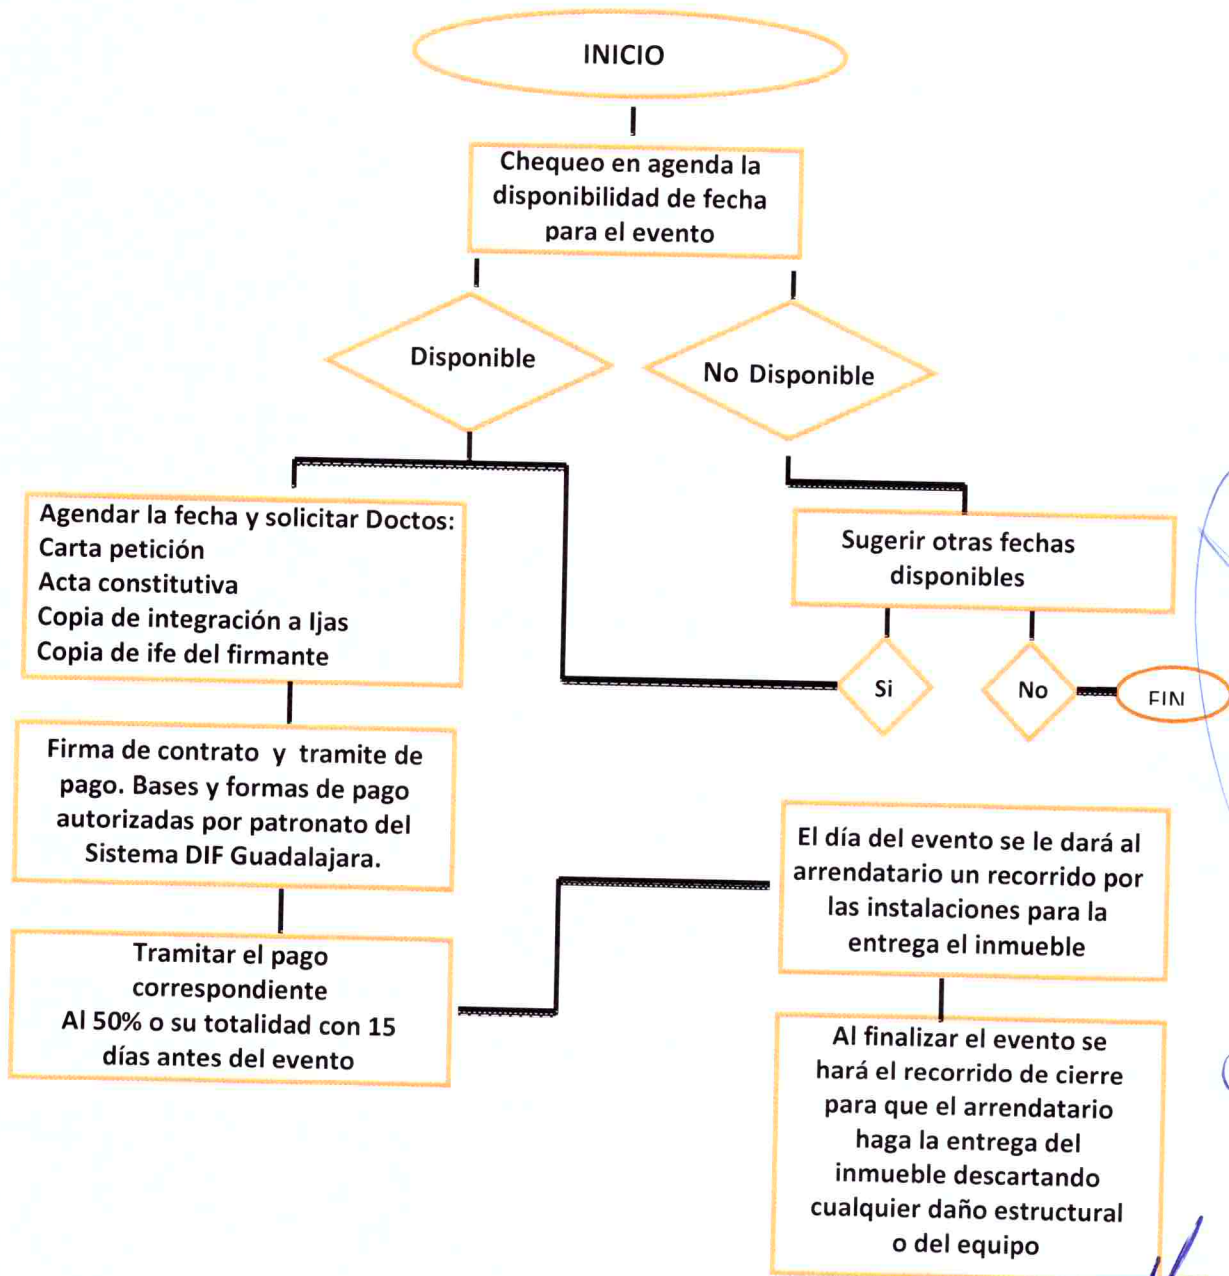 INICIO
Chequeo en agenda la
disponibilidad de fecha
para el evento
Disponible
No Disponible
Agendar la fecha y solicitar Doctos:
Carta petición
Acta constitutiva
Copia de integración a Ijas
Copia de ife del firmante
Sugerir otras fechas
disponibles
Si
No
FIN
Firma de contrato y tramite de
pago. Bases y formas de pago
autorizadas por patronato del
Sistema DIF Guadalajara.
Tramitar el pago
correspondiente
Al 50% o su totalidad con 15
días antes del evento
El día del evento se le dará al
arrendatario un recorrido por
las instalaciones para la
entrega el inmueble
Al finalizar el evento se
hará el recorrido de cierre
para que el arrendatario
haga la entrega del
inmueble descartando
cualquier daño estructural
o del equipo